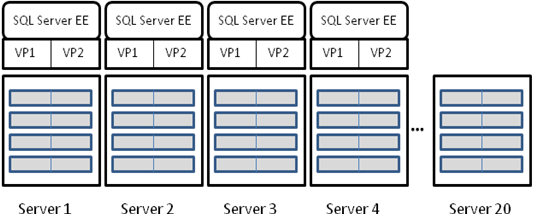 SQL Server EE SQL Server EE SQL Server EE SQL Server EE
VP1 VP2 VP1 VP2 VP1 VP2 VP1 VP2
...
Server 1 Server 2 Server 3 Server 4 Server 20